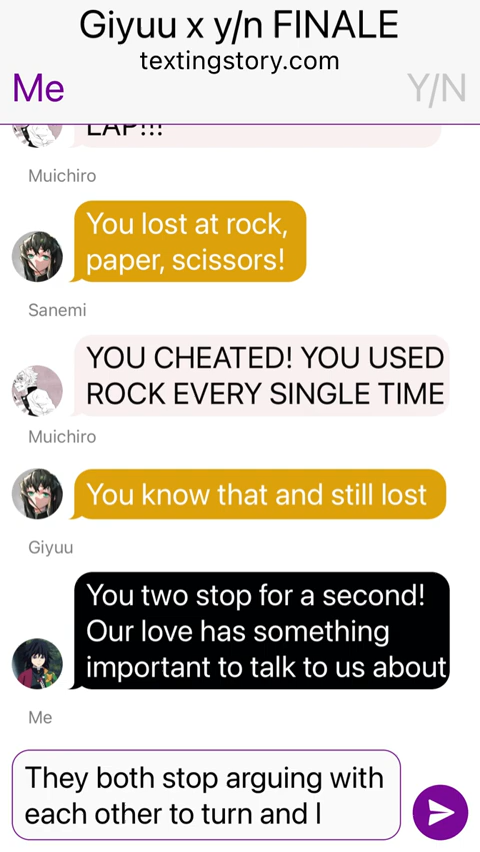 Giyuu x y/n FINALE
textingstory.com
Me
Y/N
LAP!!!
Muichiro
You lost at rock,
paper, scissors!
Sanemi
YOU CHEATED! YOU USED
ROCK EVERY SINGLE TIME
Muichiro
You know that and still lost
Giyuu
You two stop for a second!
Our love has something
important to talk to us about
Me
They both stop arguing with
each other to turn and l